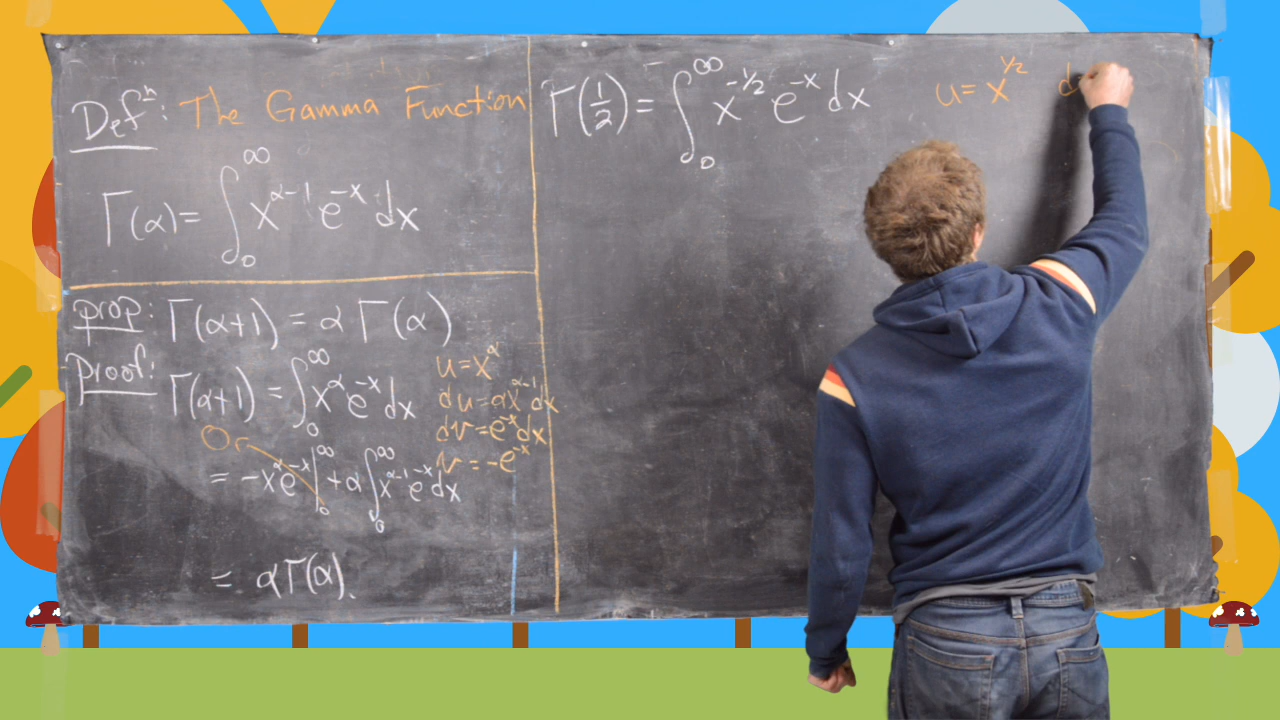 Defⁿ: The Gamma Function
Γ(α) = ∫₀^∞ x^(α-1) e^(-x) dx
prop: Γ(α+1) = α Γ(α)
Proof:
Γ(α+1) = ∫₀^∞ x^α e^(-x) dx
u = x^α
du = αx^(α-1) dx
dv = e^(-x) dx
v = -e^(-x)
0
= -x^α e^(-x) |₀^∞ + α ∫₀^∞ x^(α-1) e^(-x) dx
= αΓ(α).
Γ(1/2) = ∫₀^∞ x^(-1/2) e^(-x) dx
u = x^(1/2) d